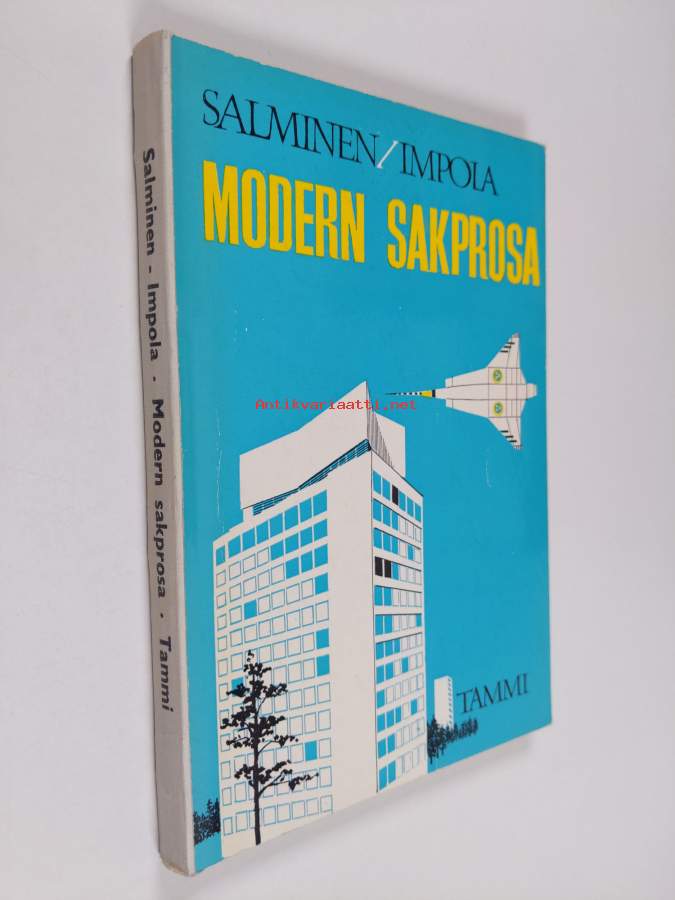 SALMINEN/IMPOLA
MODERN SAKPROSA
Antikvariaatti.net
TAMMI
Salminen - Impola · Modern sakprosa · Tammi